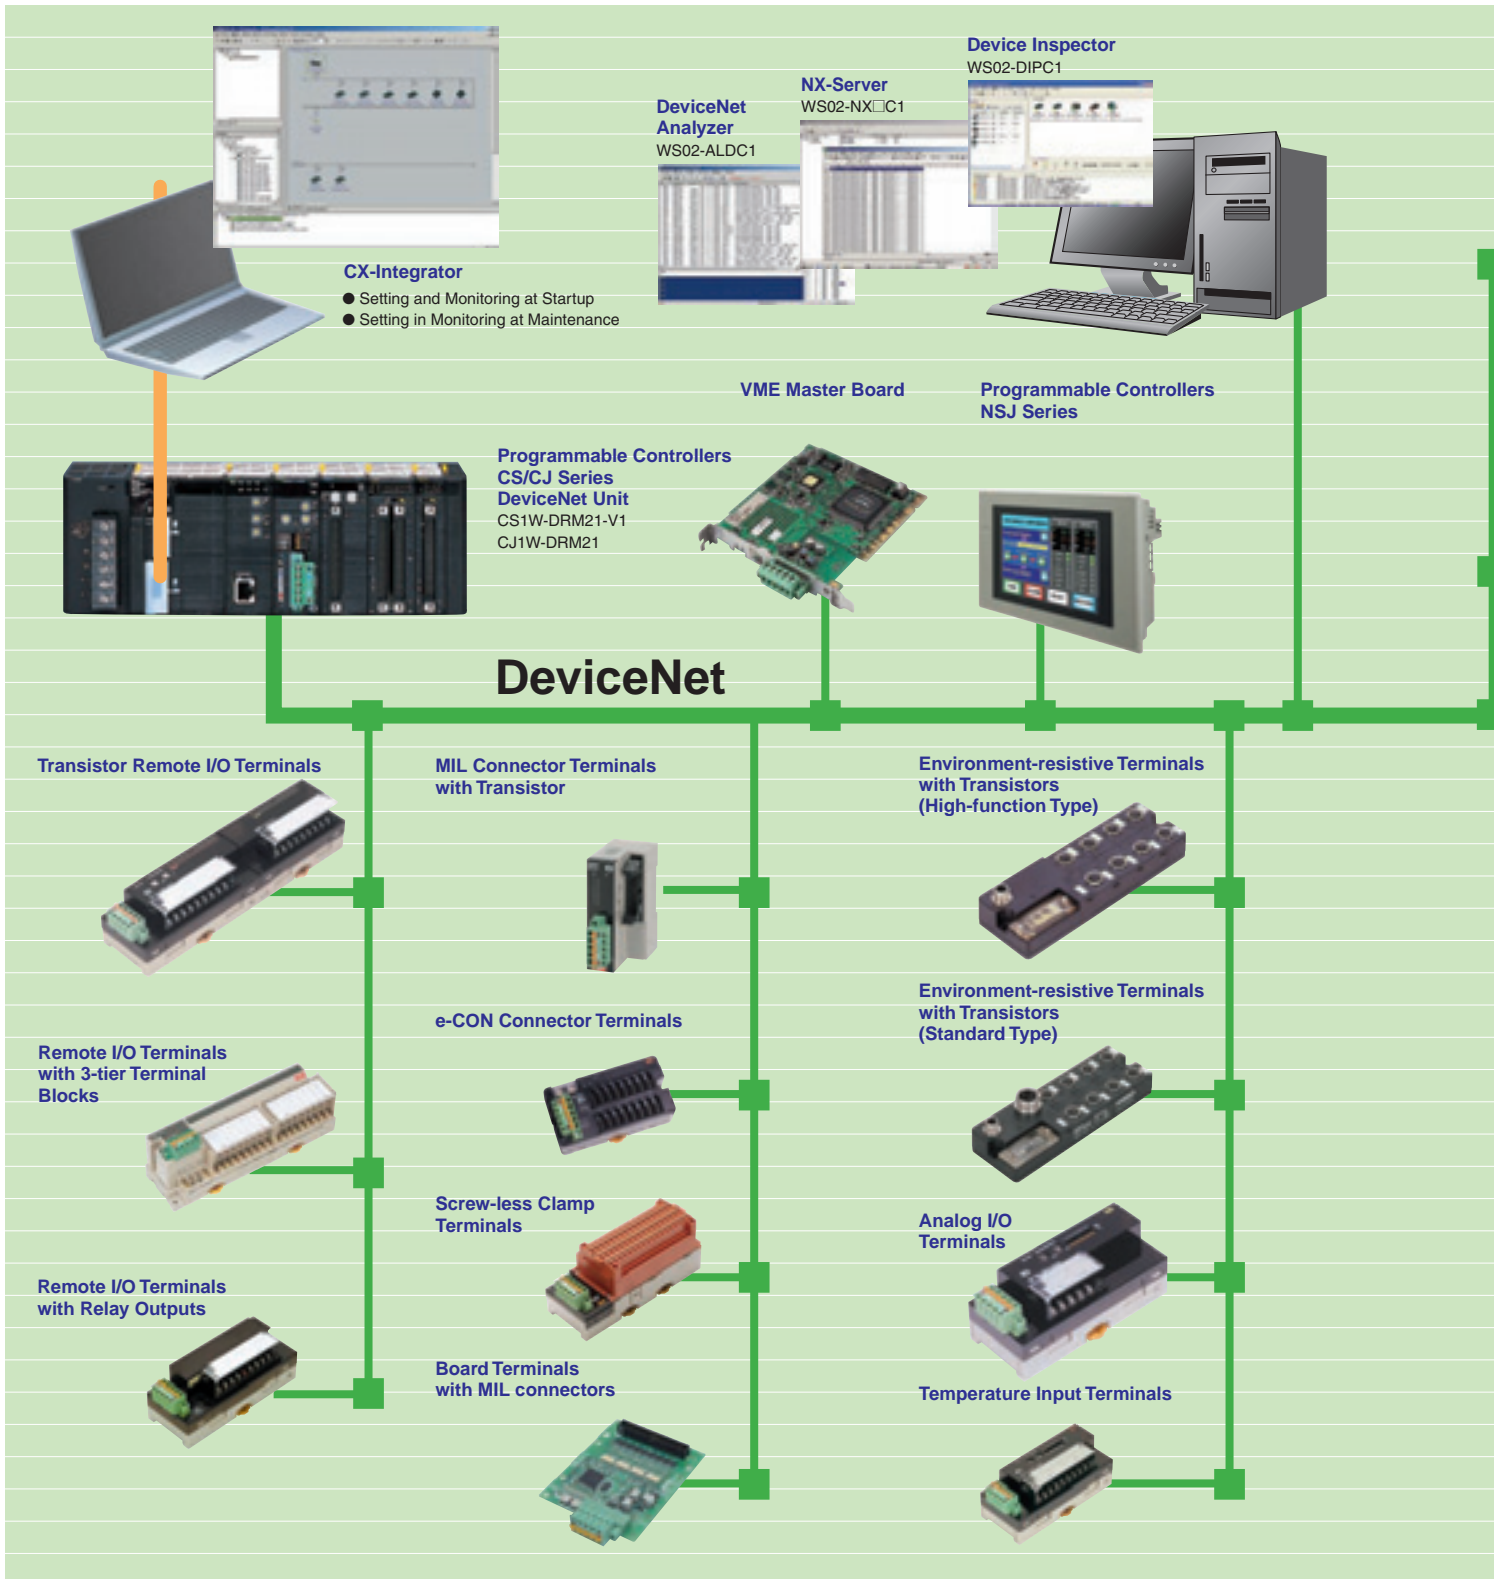 Device Inspector
WS02-DIPC1
NX-Server
WS02-NX□C1
DeviceNet
Analyzer
WS02-ALDC1
CX-Integrator
● Setting and Monitoring at Startup
● Setting in Monitoring at Maintenance
VME Master Board
Programmable Controllers
NSJ Series
Programmable Controllers
CS/CJ Series
DeviceNet Unit
CS1W-DRM21-V1
CJ1W-DRM21
DeviceNet
Transistor Remote I/O Terminals
MIL Connector Terminals
with Transistor
Environment-resistive Terminals
with Transistors
(High-function Type)
Environment-resistive Terminals
with Transistors
(Standard Type)
e-CON Connector Terminals
Remote I/O Terminals
with 3-tier Terminal
Blocks
Screw-less Clamp
Terminals
Analog I/O
Terminals
Remote I/O Terminals
with Relay Outputs
Board Terminals
with MIL connectors
Temperature Input Terminals